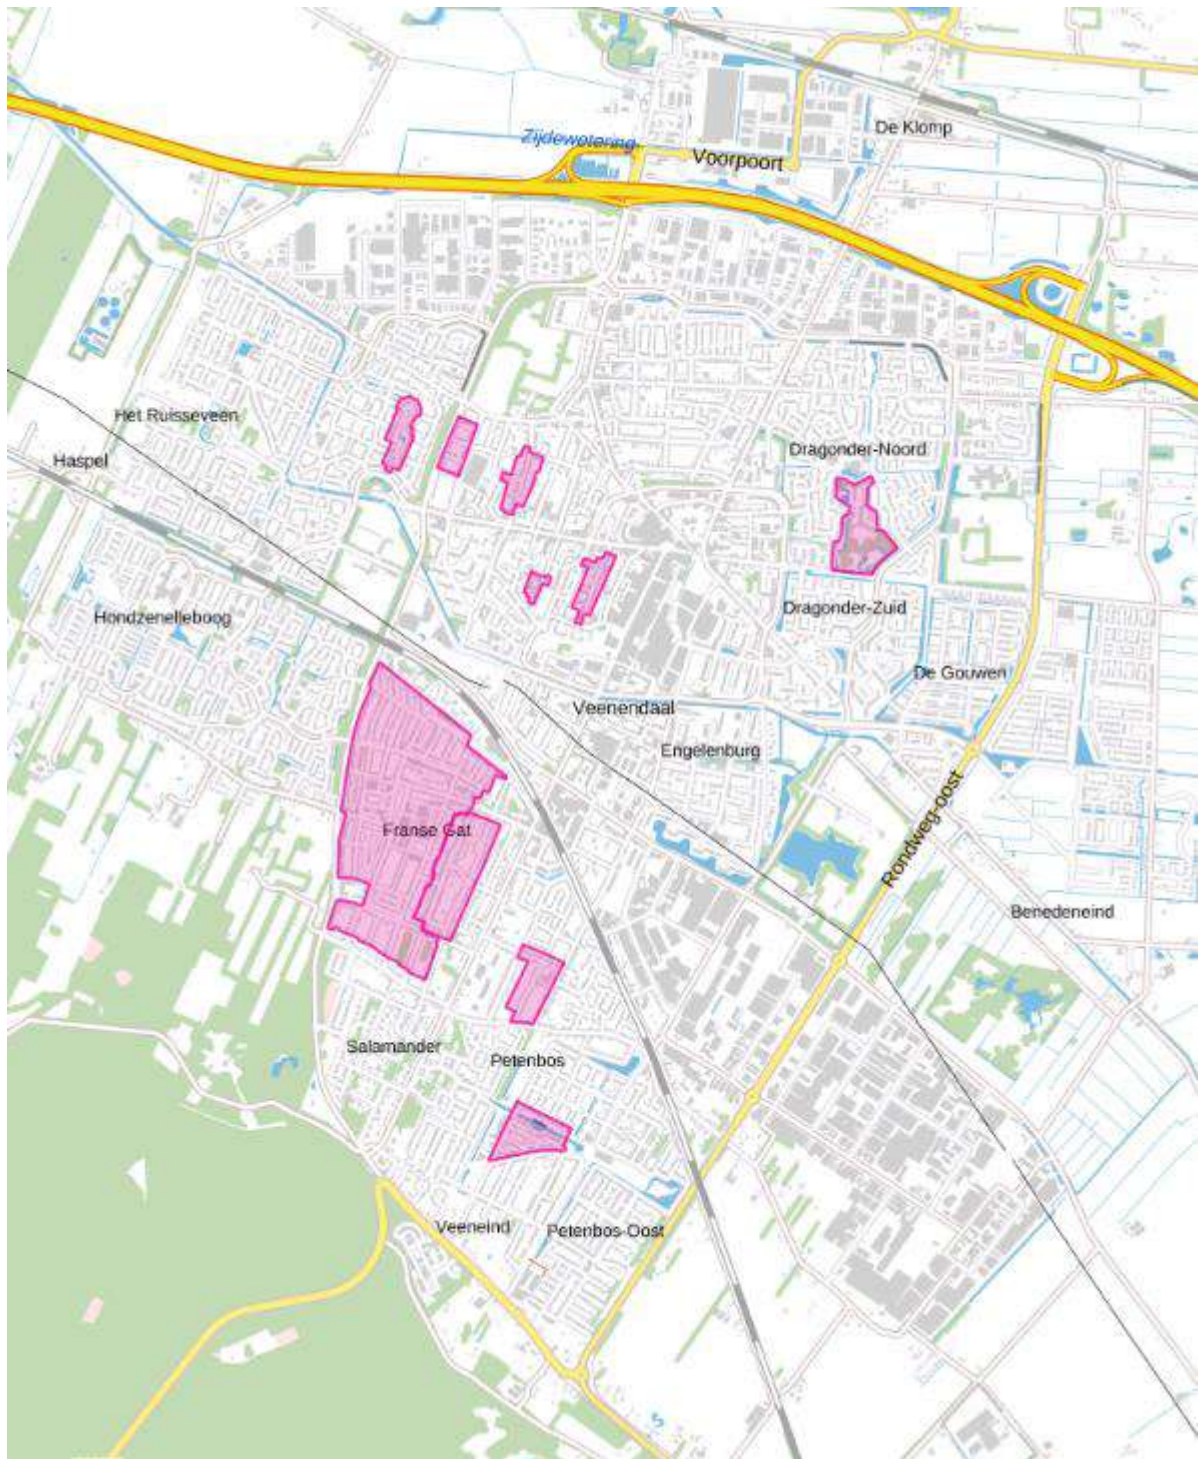 De Klomp
Zijdewetering
Voorpoort
Het Ruisseveen
Dragonder-Noord
Haspel
Dragonder-Zuid
Hondzenelleboog
De Gouwen
Veenendaal
Engelenburg
Rondweg-oost
Franse Gat
Benedeneind
Salamander
Petenbos
Veeneind
Petenbos-Oost